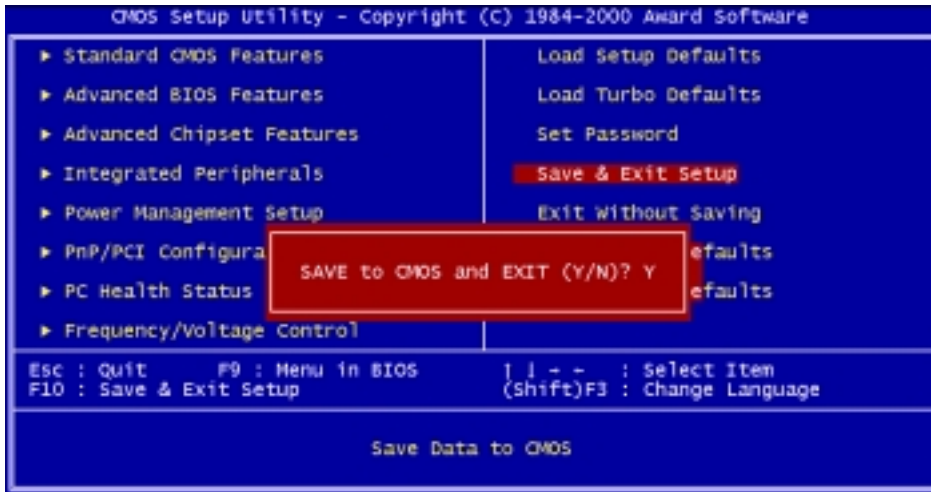 CMOS Setup Utility - Copyright (C) 1984-2000 Award Software
▶ Standard CMOS Features
▶ Advanced BIOS Features
▶ Advanced Chipset Features
▶ Integrated Peripherals
▶ Power Management Setup
▶ PnP/PCI Configura
▶ PC Health Status
▶ Frequency/Voltage Control
Load Setup Defaults
Load Turbo Defaults
Set Password
Save & Exit Setup
Exit Without Saving
efaults
efaults
SAVE to CMOS and EXIT (Y/N)? Y
Esc : Quit F9 : Menu in BIOS ↑ ↓ → ← : Select Item
F10 : Save & Exit Setup (Shift)F3 : Change Language
Save Data to CMOS